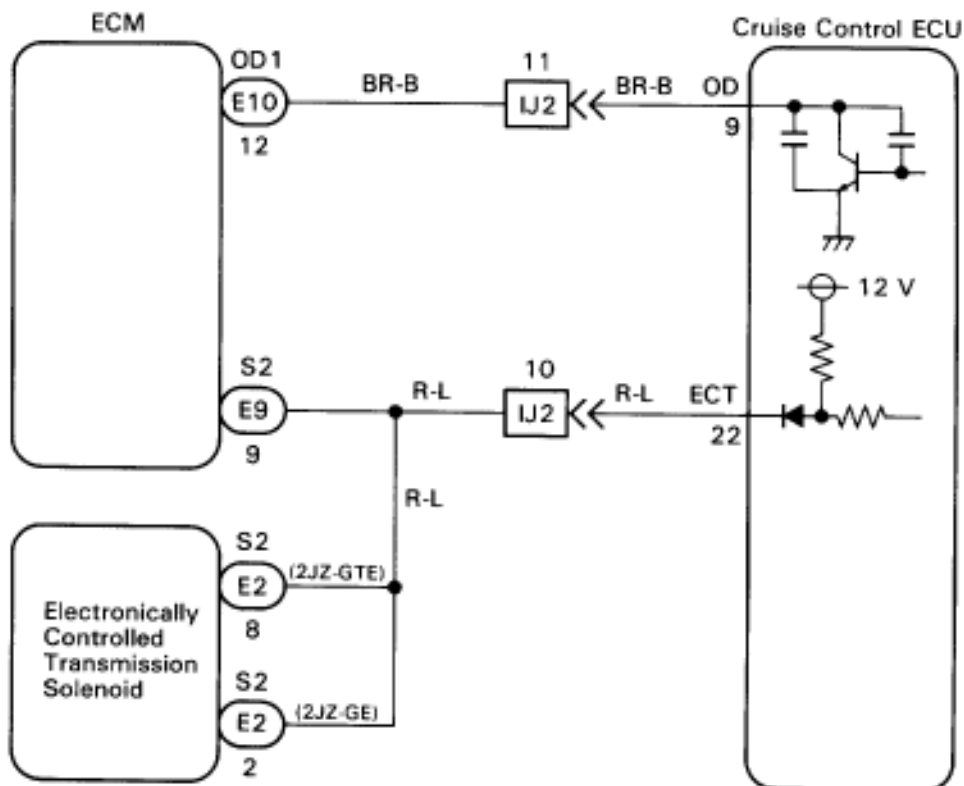 ECM
Cruise Control ECU
OD1
11
BR-B
BR-B
OD
E10
IJ2
12
9
12 V
S2
10
R-L
R-L
ECT
E9
IJ2
9
22
R-L
S2
(2JZ-GTE)
E2
8
Electronically
Controlled
Transmission
Solenoid
S2
(2JZ-GE)
E2
2